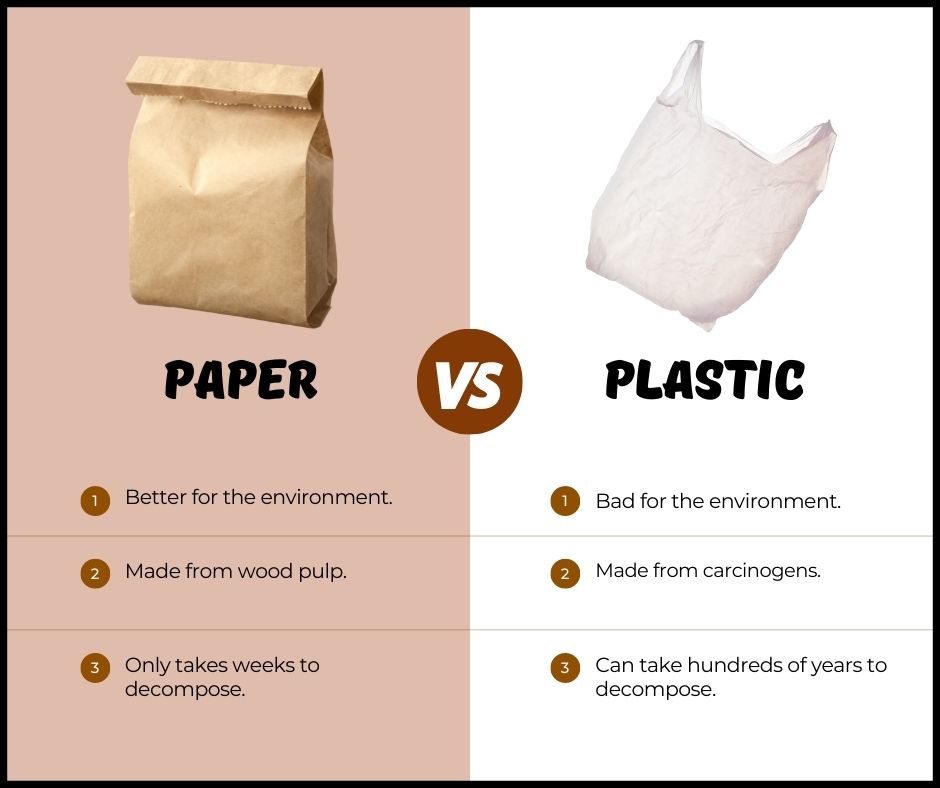 PAPER
VS
PLASTIC
1 Better for the environment.
2 Made from wood pulp.
3 Only takes weeks to
decompose.
1 Bad for the environment.
2 Made from carcinogens.
3 Can take hundreds of years to
decompose.